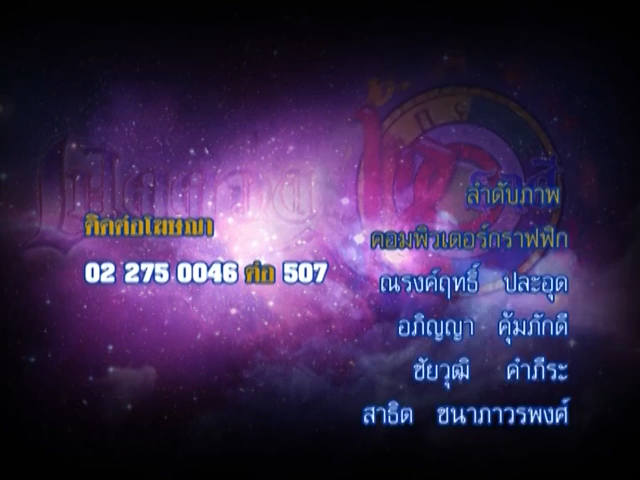 ติดต่อโฆษณา
02 275 0046 ต่อ 507
ลำดับภาพ
คอมพิวเตอร์กราฟฟิก
ณรงค์ฤทธิ์ ปละอุด
อภิญญา คุ้มภักดี
ชัยวุฒิ คำภีระ
สาธิต ชนาภาวรพงศ์